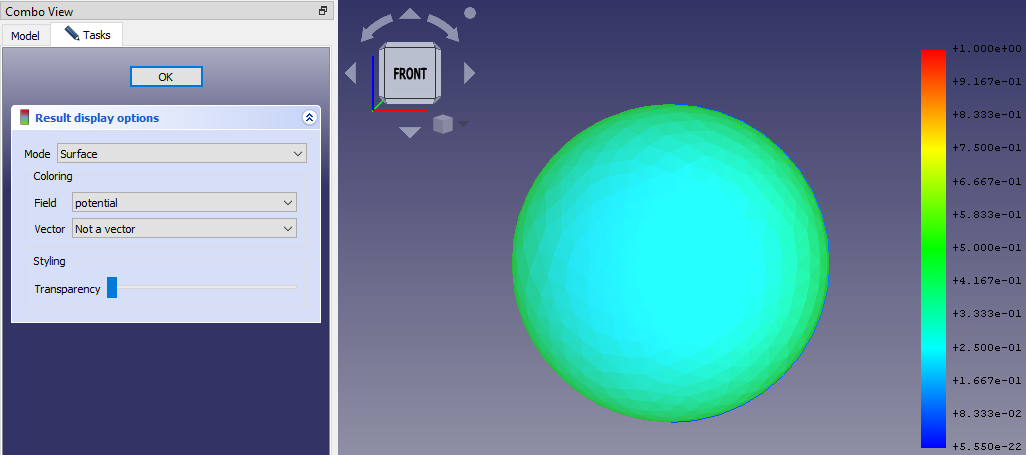 Combo View
Model
Tasks
OK
Result display options
Mode Surface
Coloring
Field potential
Vector Not a vector
Styling
Transparency
FRONT
+1.000e+00
+9.167e-01
+8.333e-01
+7.500e-01
+6.667e-01
+5.833e-01
+5.000e-01
+4.167e-01
+3.333e-01
+2.500e-01
+1.667e-01
+8.333e-02
+5.550e-22